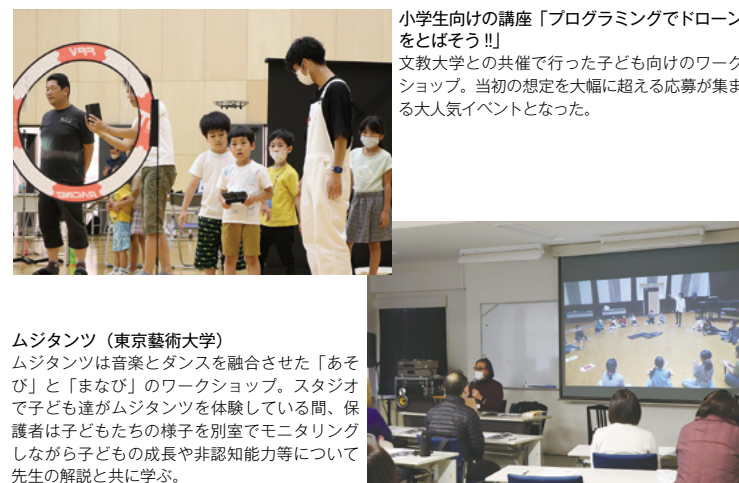 小学生向けの講座「プログラミングでドローン
をとばそう !!」
文教大学との共催で行った子ども向けのワーク
ショップ。当初の想定を大幅に超える応募が集ま
る大人気イベントとなった。
FPV
RACING
ムジタンツ（東京藝術大学）
ムジタンツは音楽とダンスを融合させた「あそ
び」と「まなび」のワークショップ。スタジオ
で子ども達がムジタンツを体験している間、保
護者は子どもたちの様子を別室でモニタリング
しながら子どもの成長や非認知能力等について
先生の解説と共に学ぶ。